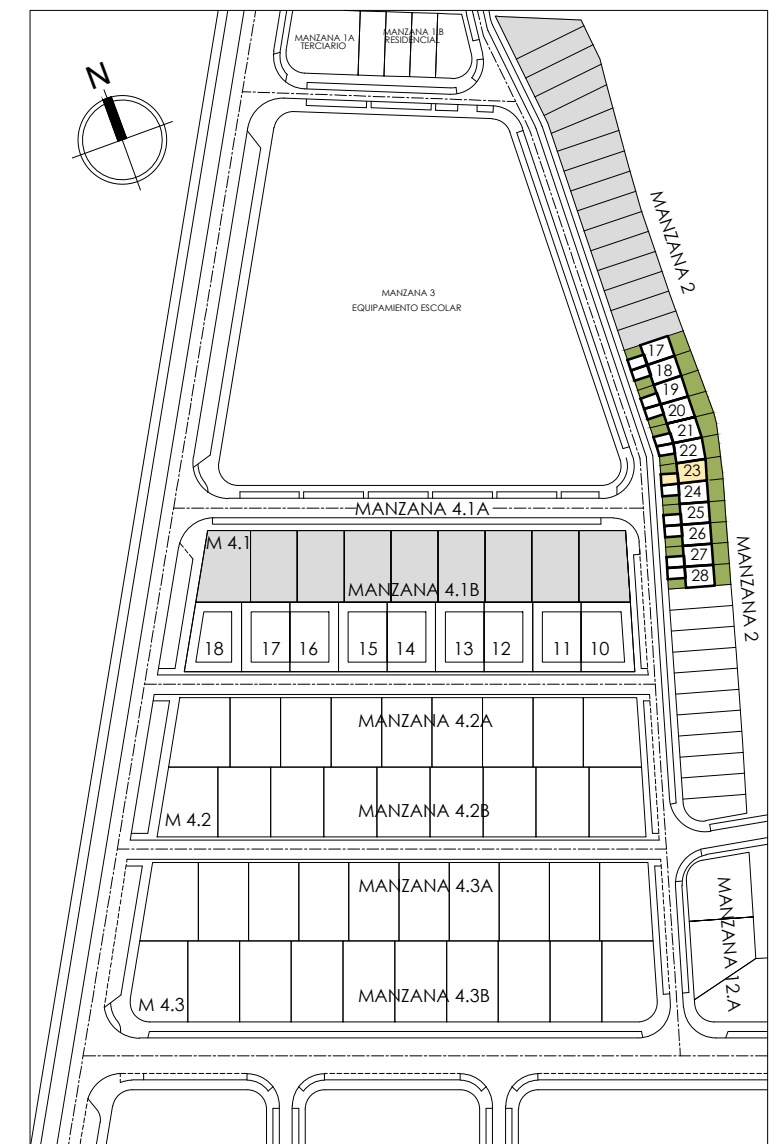 MANZANA 1A
TERCIARIO
MANZANA 1B
RESIDENCIAL
N
MANZANA 2
MANZANA 3
EQUIPAMIENTO ESCOLAR
17
18
19
20
21
22
23
24
25
26
27
28
MANZANA 2
MANZANA 4.1A
M 4.1
MANZANA 4.1B
18 17 16 15 14 13 12 11 10
MANZANA 4.2A
MANZANA 4.2B
M 4.2
MANZANA 4.3A
MANZANA 12.A
MANZANA 4.3B
M 4.3